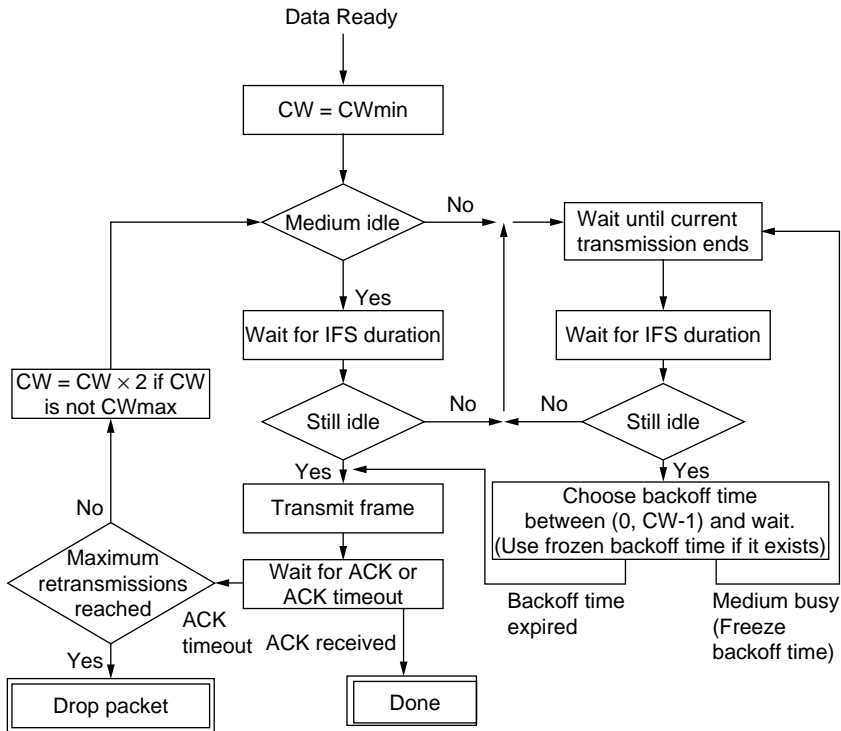 Data Ready
CW = CWmin
Medium idle
No
Wait until current
transmission ends
Yes
Wait for IFS duration
Wait for IFS duration
CW = CW × 2 if CW
is not CWmax
Still idle
No
No
Still idle
Yes
Yes
No
Transmit frame
Choose backoff time
between (0, CW-1) and wait.
(Use frozen backoff time if it exists)
Maximum
retransmissions
reached
Wait for ACK or
ACK timeout
ACK
timeout
ACK received
Backoff time
expired
Medium busy
(Freeze
backoff time)
Yes
Drop packet
Done